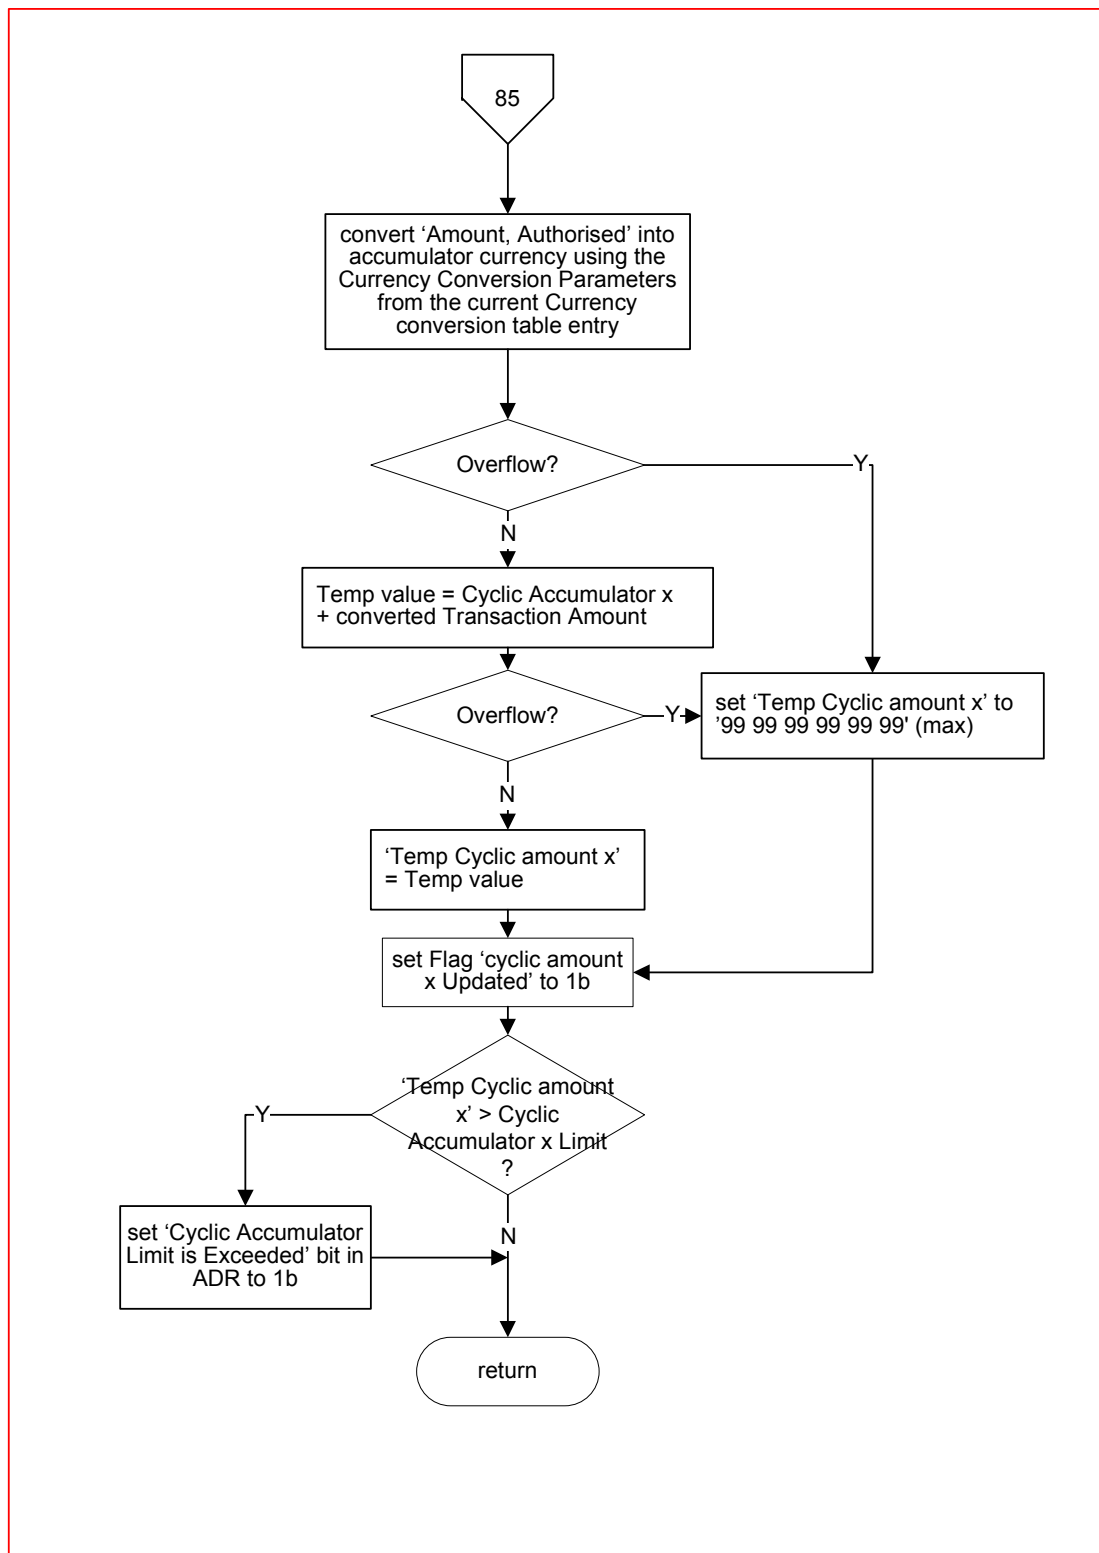 85
convert ‘Amount, Authorised’ into
accumulator currency using the
Currency Conversion Parameters
from the current Currency
conversion table entry
Overflow?
Y
N
Temp value = Cyclic Accumulator x
+ converted Transaction Amount
Overflow?
Y
set ‘Temp Cyclic amount x’ to
’99 99 99 99 99 99' (max)
N
‘Temp Cyclic amount x’
= Temp value
set Flag ‘cyclic amount
x Updated’ to 1b
‘Temp Cyclic amount
x’ > Cyclic
Accumulator x Limit
?
Y
N
set ‘Cyclic Accumulator
Limit is Exceeded’ bit in
ADR to 1b
return